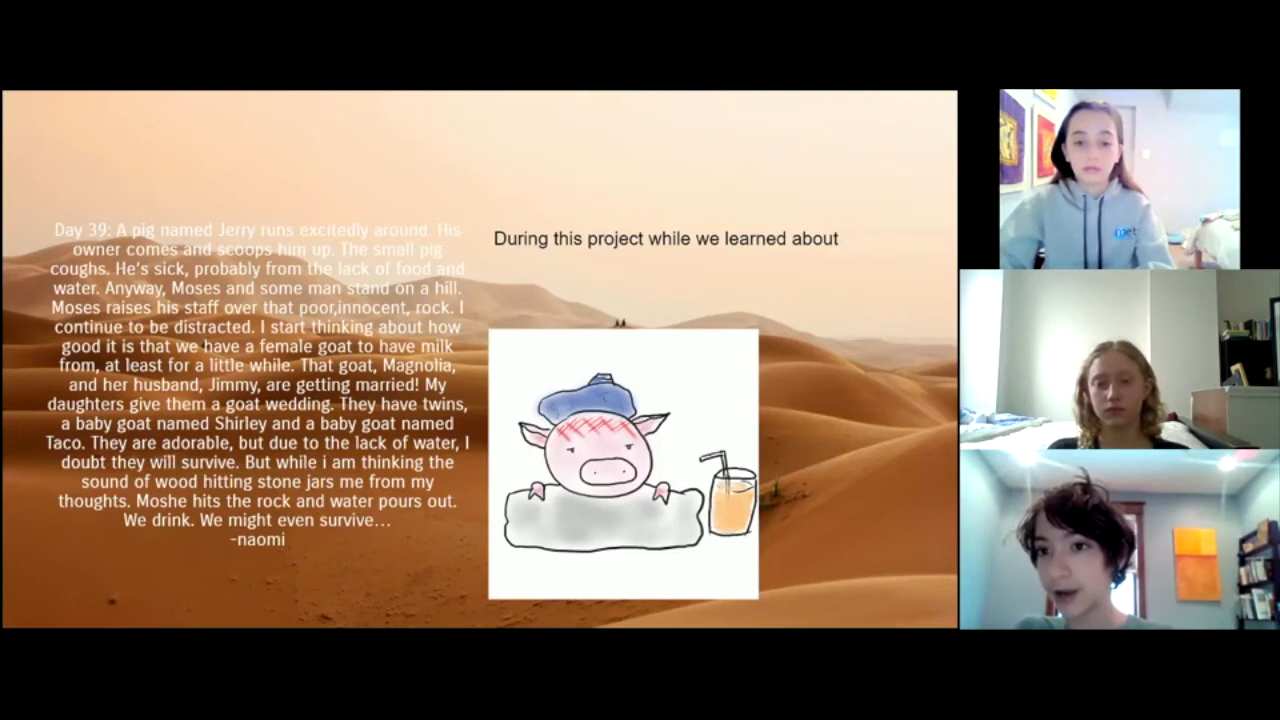 Day 39: A pig named Jerry runs excitedly around. His
owner comes and scoops him up. The small pig
coughs. He's sick, probably from the lack of food and
water. Anyway, Moses and some man stand on a hill.
Moses raises his staff over that poor,innocent, rock. I
continue to be distracted. I start thinking about how
good it is that we have a female goat to have milk
from, at least for a little while. That goat, Magnolia,
and her husband, Jimmy, are getting married! My
daughters give them a goat wedding. They have twins,
a baby goat named Shirley and a baby goat named
Taco. They are adorable, but due to the lack of water, I
doubt they will survive. But while i am thinking the
sound of wood hitting stone jars me from my
thoughts. Moshe hits the rock and water pours out.
We drink. We might even survive…
-naomi
During this project while we learned about
met